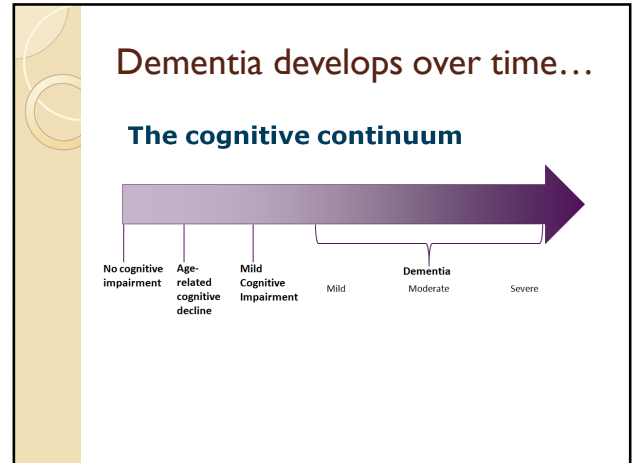 Dementia develops over time…
The cognitive continuum
No cognitive
impairment
Age-
related
cognitive
decline
Mild
Cognitive
Impairment
Dementia
Mild
Moderate
Severe